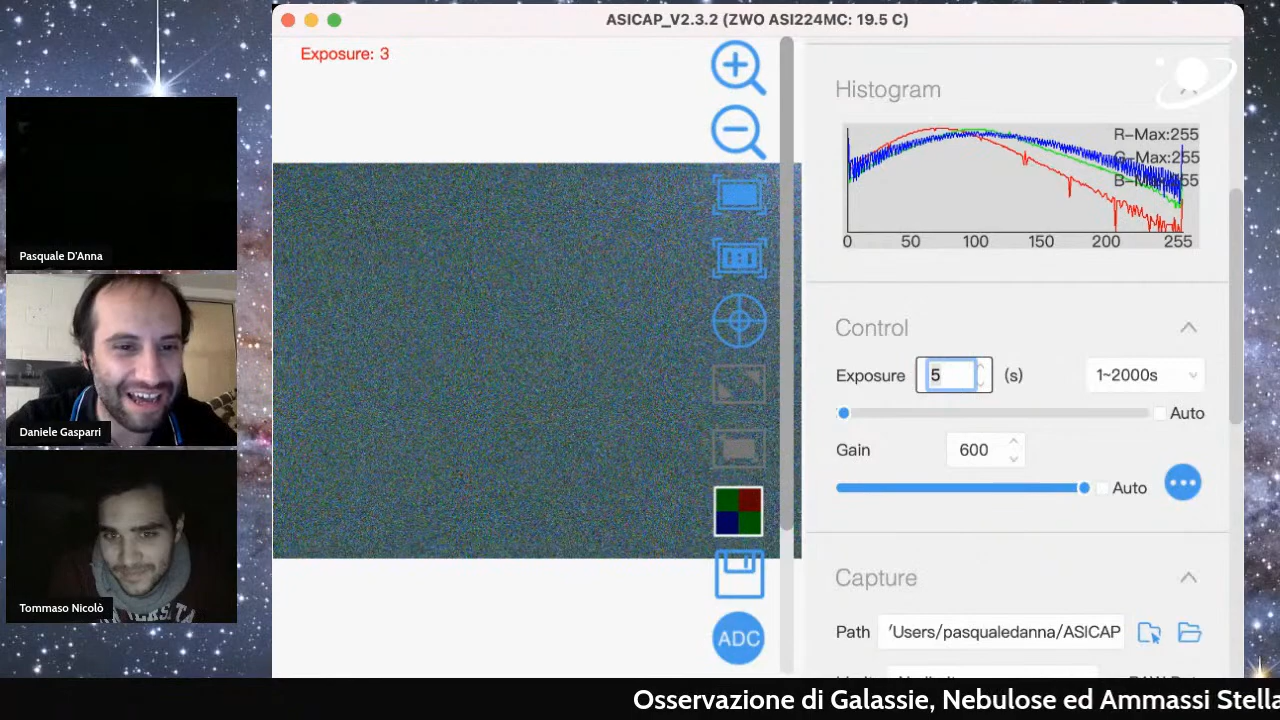 ASICAP_V2.3.2 (ZWO ASI224MC: 19.5 C)
Exposure: 3
Histogram
R-Max:255
G-Max:255
0 50 100 150 200 255
Control
Exposure 5 (s) 1~2000s
Auto
Gain 600
Auto
Capture
Path 'Users/pasqualedanna/ASICAP
ADC
Pasquale D'Anna
Daniele Gasparri
Tommaso Nicolò
Osservazione di Galassie, Nebulose ed Ammassi Stella